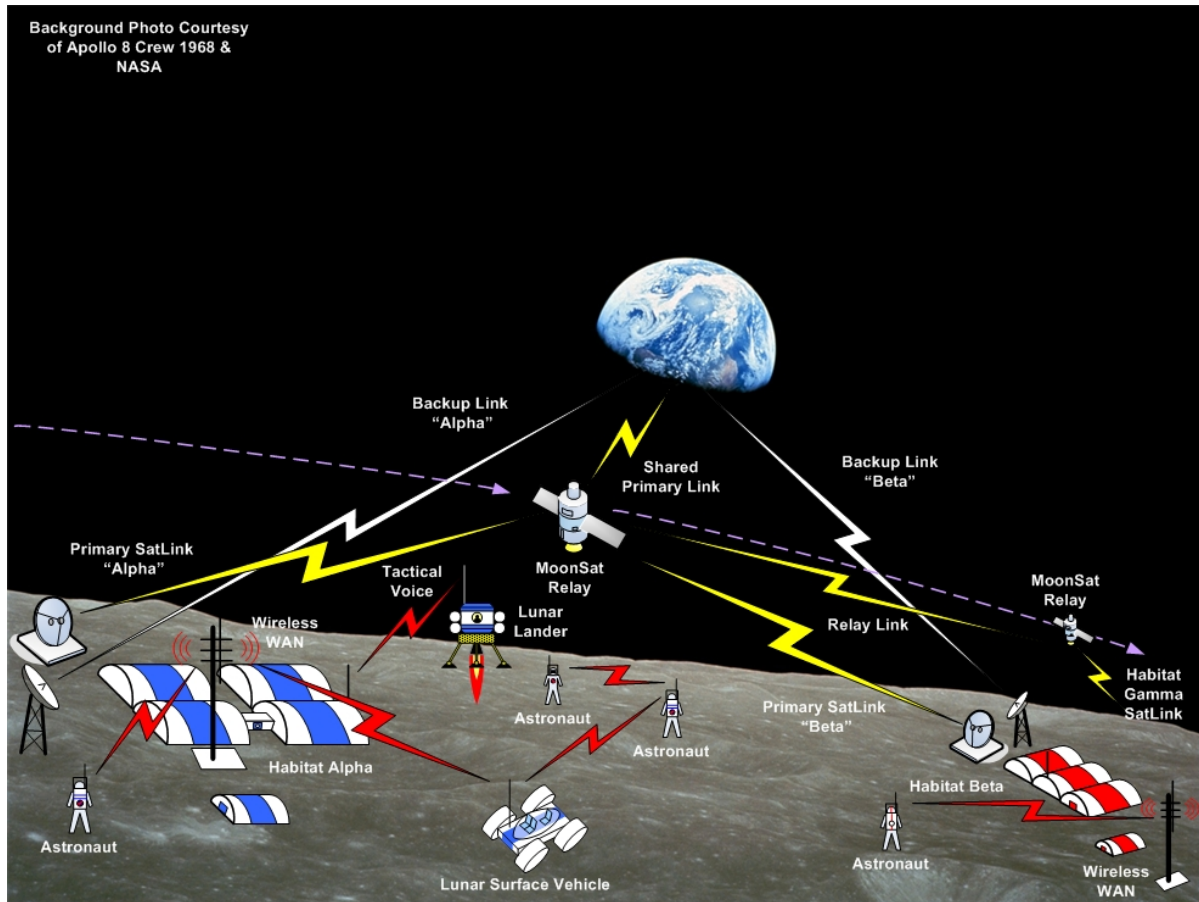 Background Photo Courtesy
of Apollo 8 Crew 1968 &
NASA
Backup Link
“Alpha”
Shared
Primary Link
Backup Link
“Beta”
Primary SatLink
“Alpha”
Tactical
Voice
MoonSat
Relay
MoonSat
Relay
Wireless
WAN
Lunar
Lander
Relay Link
Habitat
Gamma
SatLink
Astronaut
Primary SatLink
“Beta”
Astronaut
Habitat Alpha
Habitat Beta
Astronaut
Astronaut
Lunar Surface Vehicle
Wireless
WAN